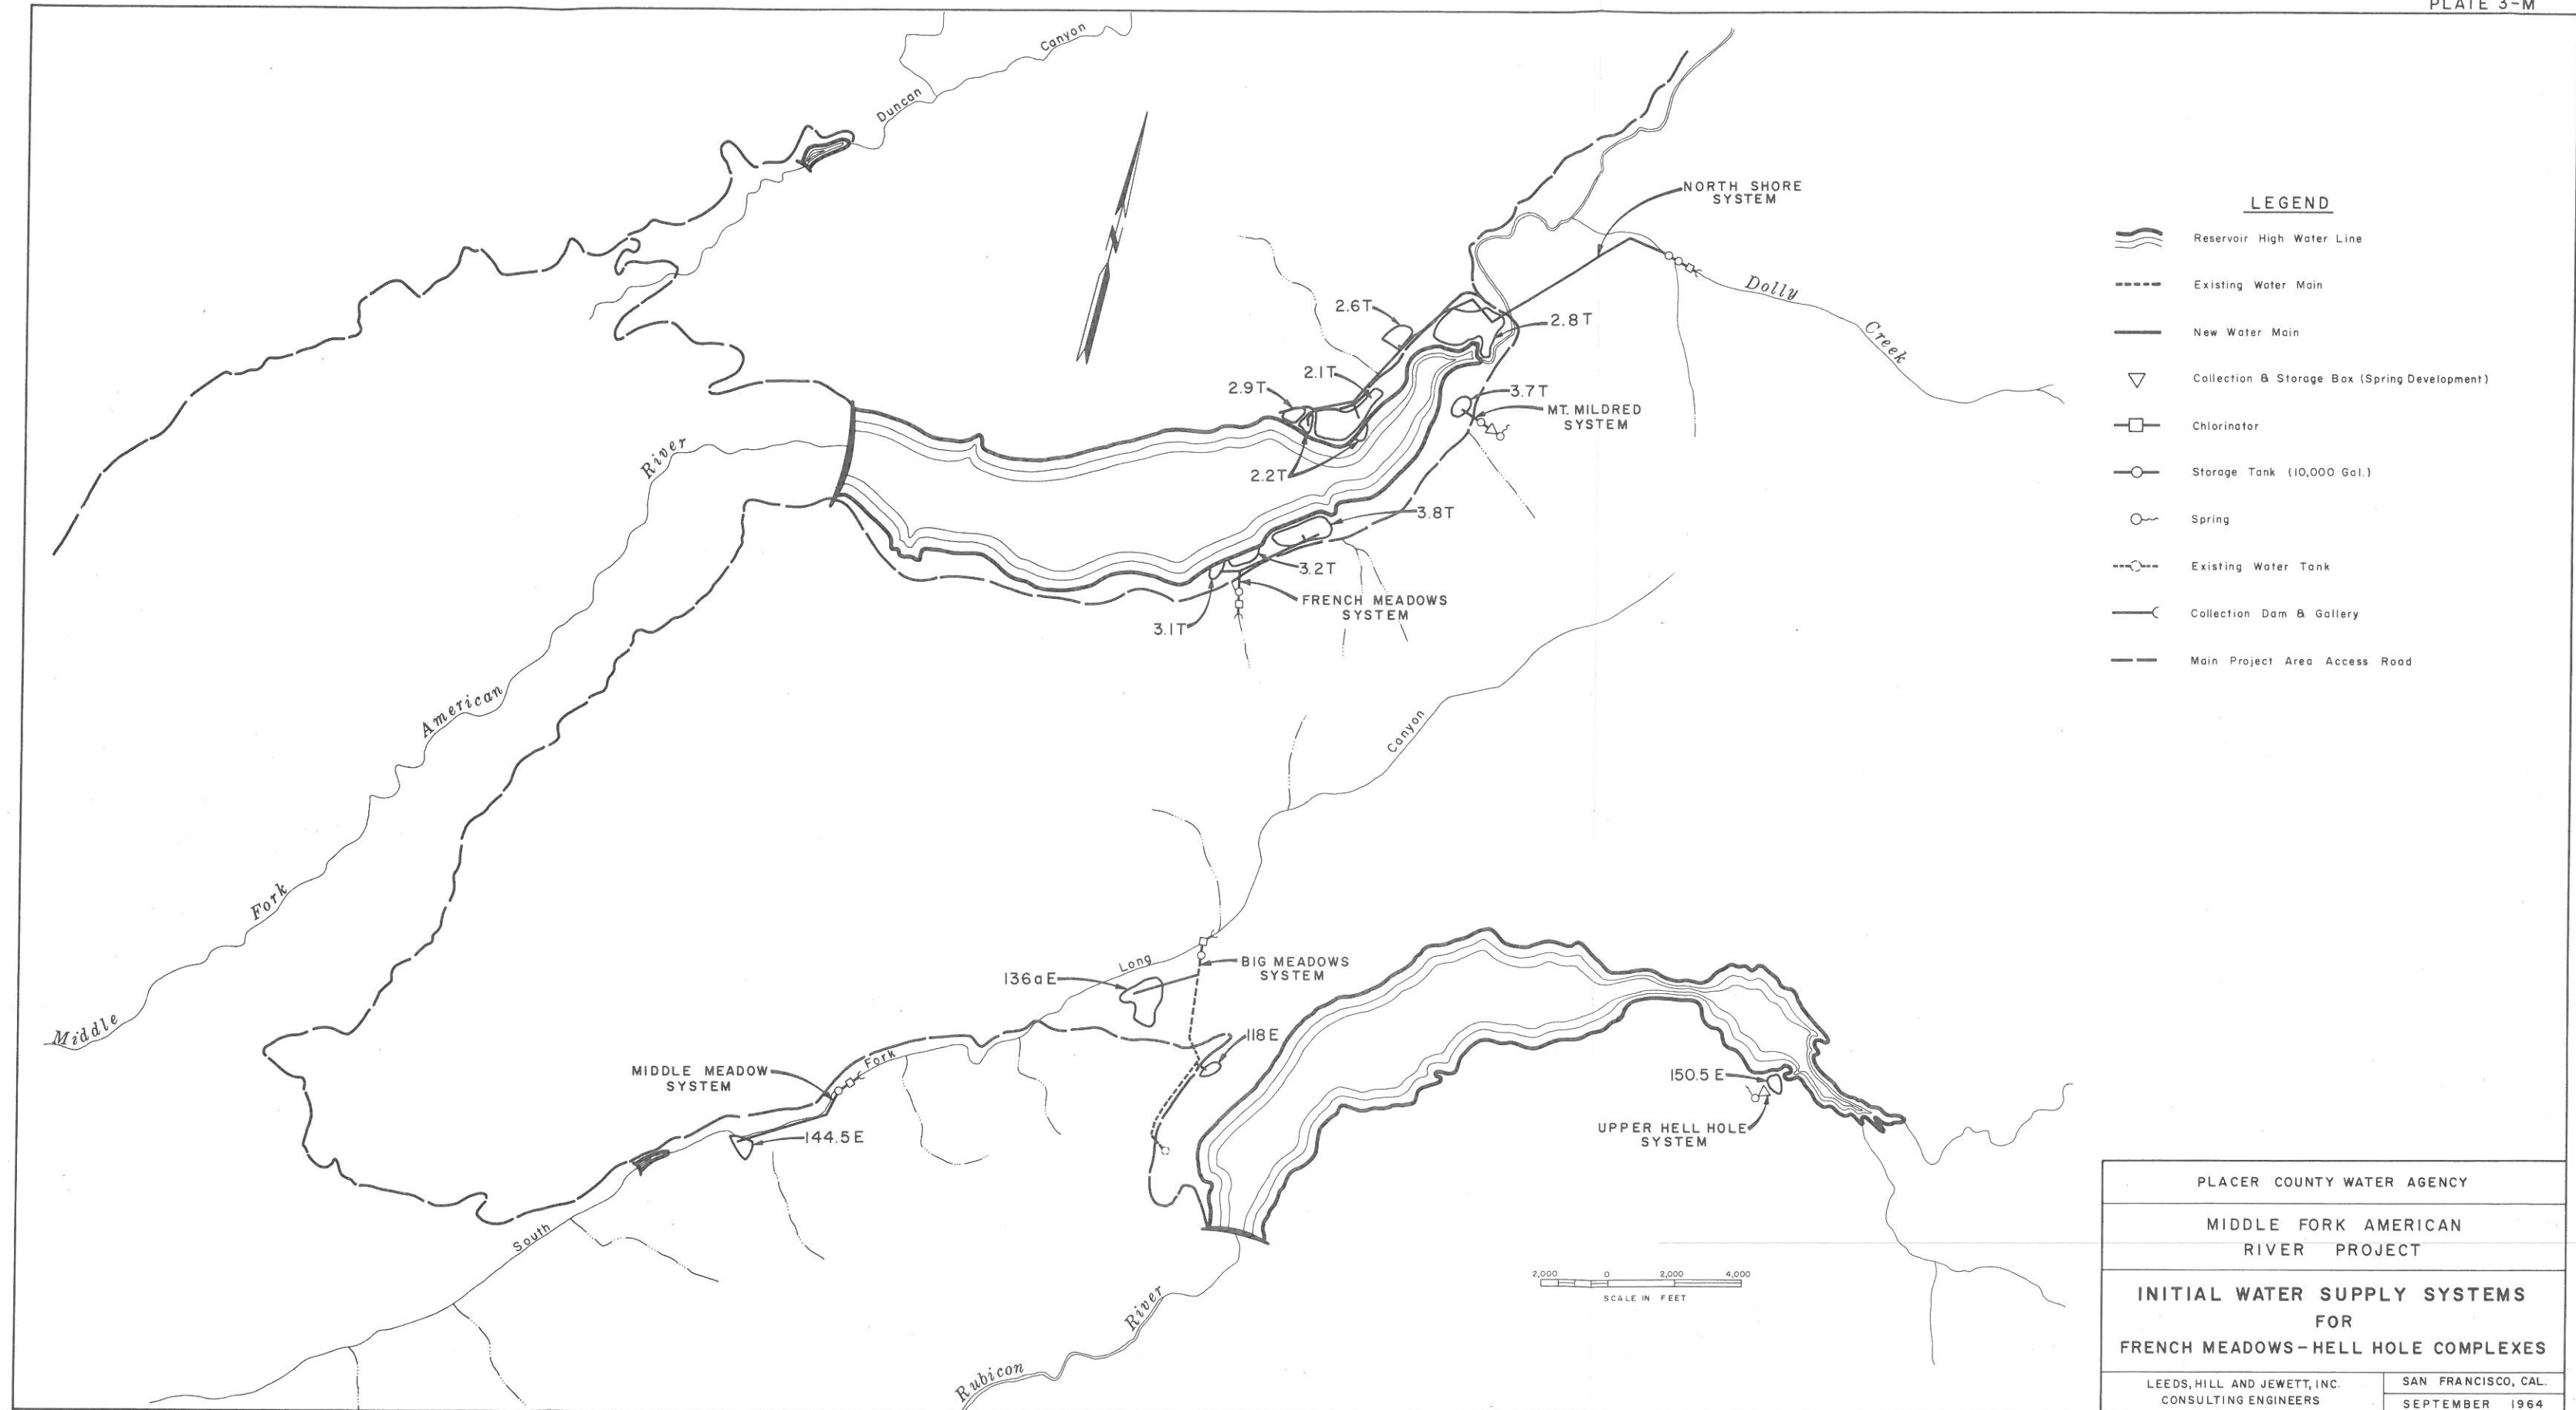 PLATE 3-M
Canyon
Duncan
NORTH SHORE
SYSTEM
Dolly
Creek
2.6T
2.8T
2.1T
2.9T
3.7T
MT. MILDRED
SYSTEM
2.2T
3.8T
3.2T
FRENCH MEADOWS
SYSTEM
3.1T
River
American
Fork
Middle
Canyon
Long
136aE
BIG MEADOWS
SYSTEM
118E
Fork
MIDDLE MEADOW
SYSTEM
144.5E
South
150.5E
UPPER HELL HOLE
SYSTEM
River
Rubicon
2,000 0 2,000 4,000
SCALE IN FEET
LEGEND
Reservoir High Water Line
Existing Water Main
New Water Main
Collection & Storage Box (Spring Development)
Chlorinator
Storage Tank (10,000 Gal.)
Spring
Existing Water Tank
Collection Dam & Gallery
Main Project Area Access Road
PLACER COUNTY WATER AGENCY
MIDDLE FORK AMERICAN
RIVER PROJECT
INITIAL WATER SUPPLY SYSTEMS
FOR
FRENCH MEADOWS-HELL HOLE COMPLEXES
LEEDS, HILL AND JEWETT, INC.
CONSULTING ENGINEERS
SAN FRANCISCO, CAL.
SEPTEMBER 1964
N